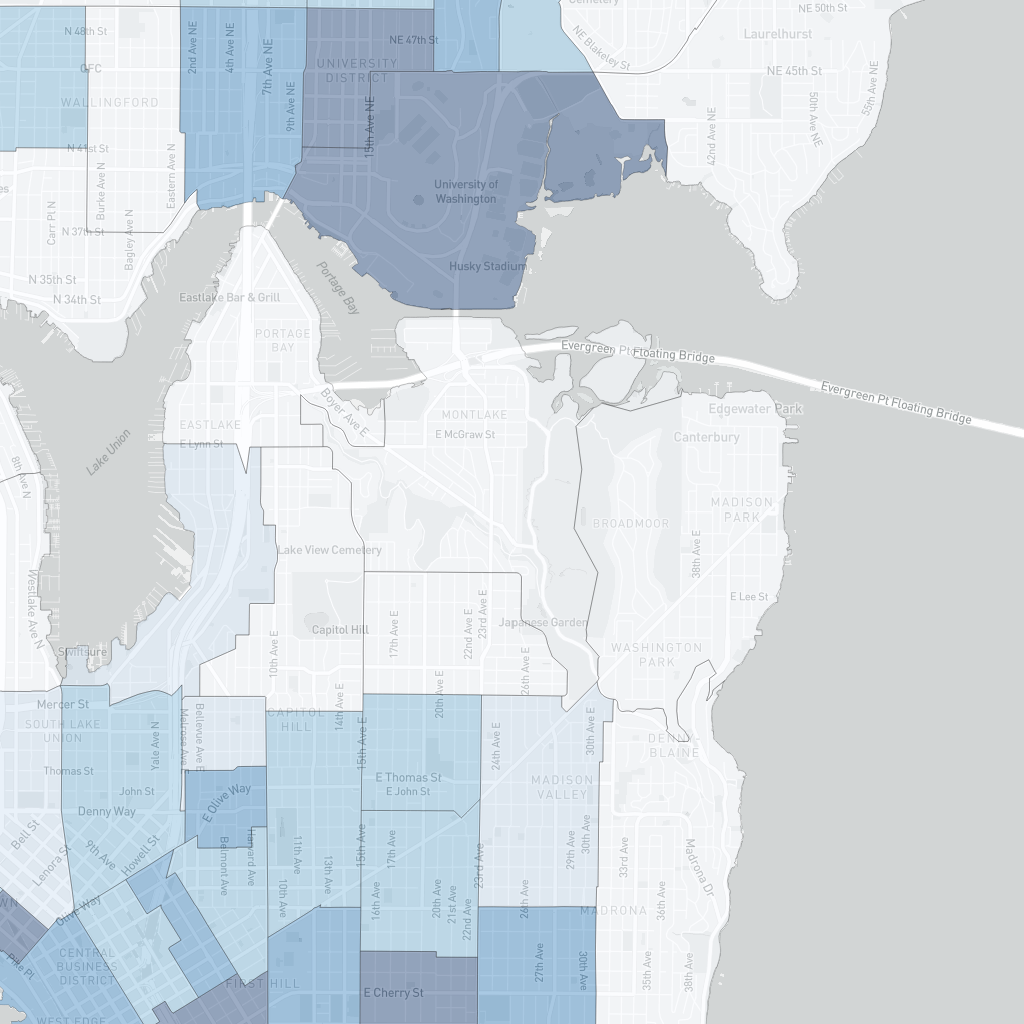 Cemetery
NE 50th St
N 48th St
2nd Ave NE
4th Ave NE
7th Ave NE
NE 47th St
NE Blakeley St
Laurelhurst
GFC
UNIVERSITY
DISTRICT
NE 45th St
WALLINGFORD
9th Ave NE
15th Ave NE
42nd Ave NE
50th Ave NE
55th Ave NE
N 41st St
Burke Ave N
Eastern Ave N
University of
Washington
Carr Pl N
Bagley Ave N
N 37th St
Husky Stadium
N 35th St
N 34th St
Eastlake Bar & Grill
Portage Bay
PORTAGE
BAY
Evergreen Pt Floating Bridge
Evergreen Pt Floating Bridge
Boyer Ave E
MONTLAKE
Edgewater Park
EASTLAKE
E McGraw St
Canterbury
E Lynn St
Lake Union
8th Ave N
MADISON
PARK
BROADMOOR
Lake View Cemetery
38th Ave E
Westlake Ave N
E Lee St
Capitol Hill
17th Ave E
22nd Ave E
23rd Ave E
Japanese Garden
10th Ave E
26th Ave E
WASHINGTON
PARK
Swiftsure
14th Ave E
20th Ave E
Mercer St
SOUTH LAKE
UNION
Yale Ave N
Melrose Ave E
Bellevue Ave E
CAPITOL
HILL
15th Ave E
24th Ave E
30th Ave E
DENNY
BLAINE
Thomas St
John St
E Thomas St
E John St
MADISON
VALLEY
Denny Way
E Olive Way
Bell St
Lenora St
9th Ave
Howell St
Belmont Ave
Harvard Ave
11th Ave
13th Ave
15th Ave
17th Ave
23rd Ave
29th Ave
30th Ave
33rd Ave
Madrona Dr
10th Ave
16th Ave
20th Ave
21st Ave
22nd Ave
26th Ave
MADRONA
36th Ave
Olive Way
Pike Pl
CENTRAL
BUSINESS
DISTRICT
FIRST HILL
E Cherry St
27th Ave
30th Ave
35th Ave
38th Ave
WEST EDGE